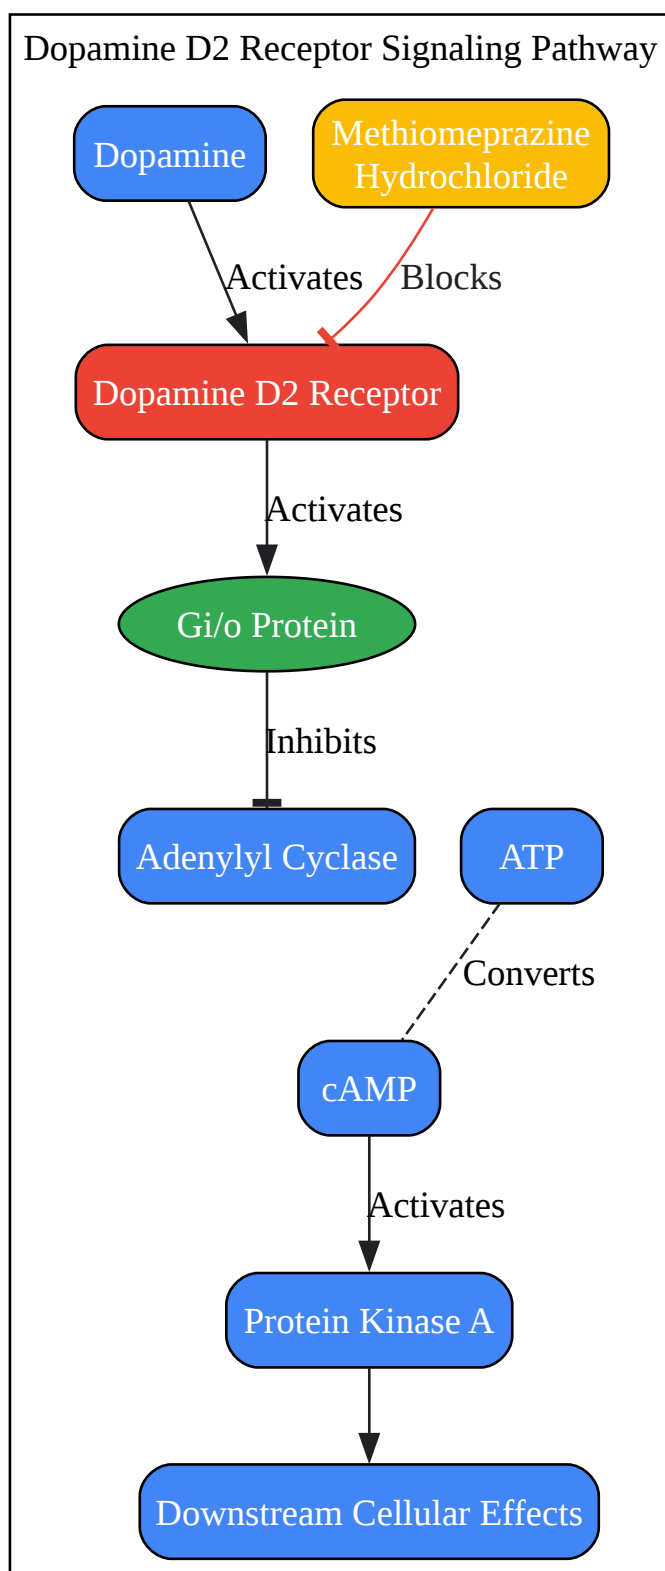 Dopamine D2 Receptor Signaling Pathway
Dopamine
Methiomeprazine
Hydrochloride
Activates
Blocks
Dopamine D2 Receptor
Activates
Gi/o Protein
Inhibits
Adenylyl Cyclase
ATP
Converts
cAMP
Activates
Protein Kinase A
Downstream Cellular Effects